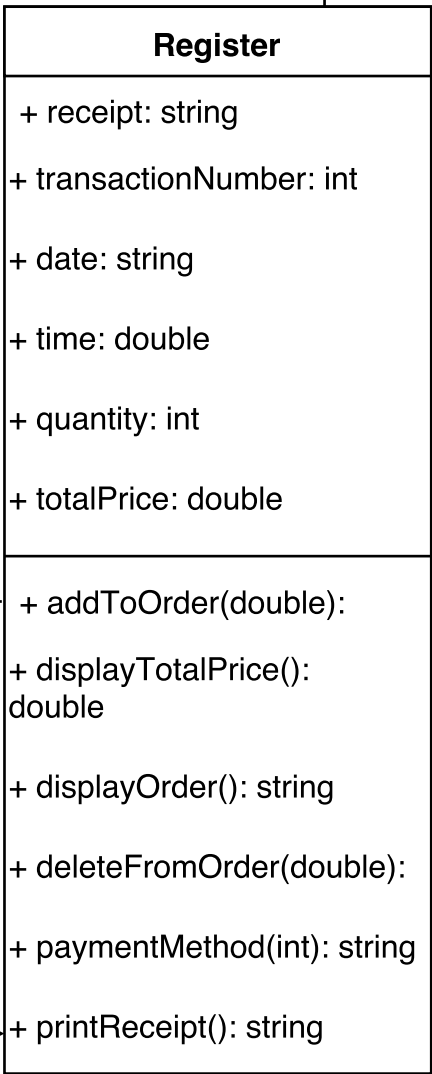 Register
+ receipt: string
+ transactionNumber: int
+ date: string
+ time: double
+ quantity: int
+ totalPrice: double
+ addToOrder(double):
+ displayTotalPrice():
double
+ displayOrder(): string
+ deleteFromOrder(double):
+ paymentMethod(int): string
+ printReceipt(): string